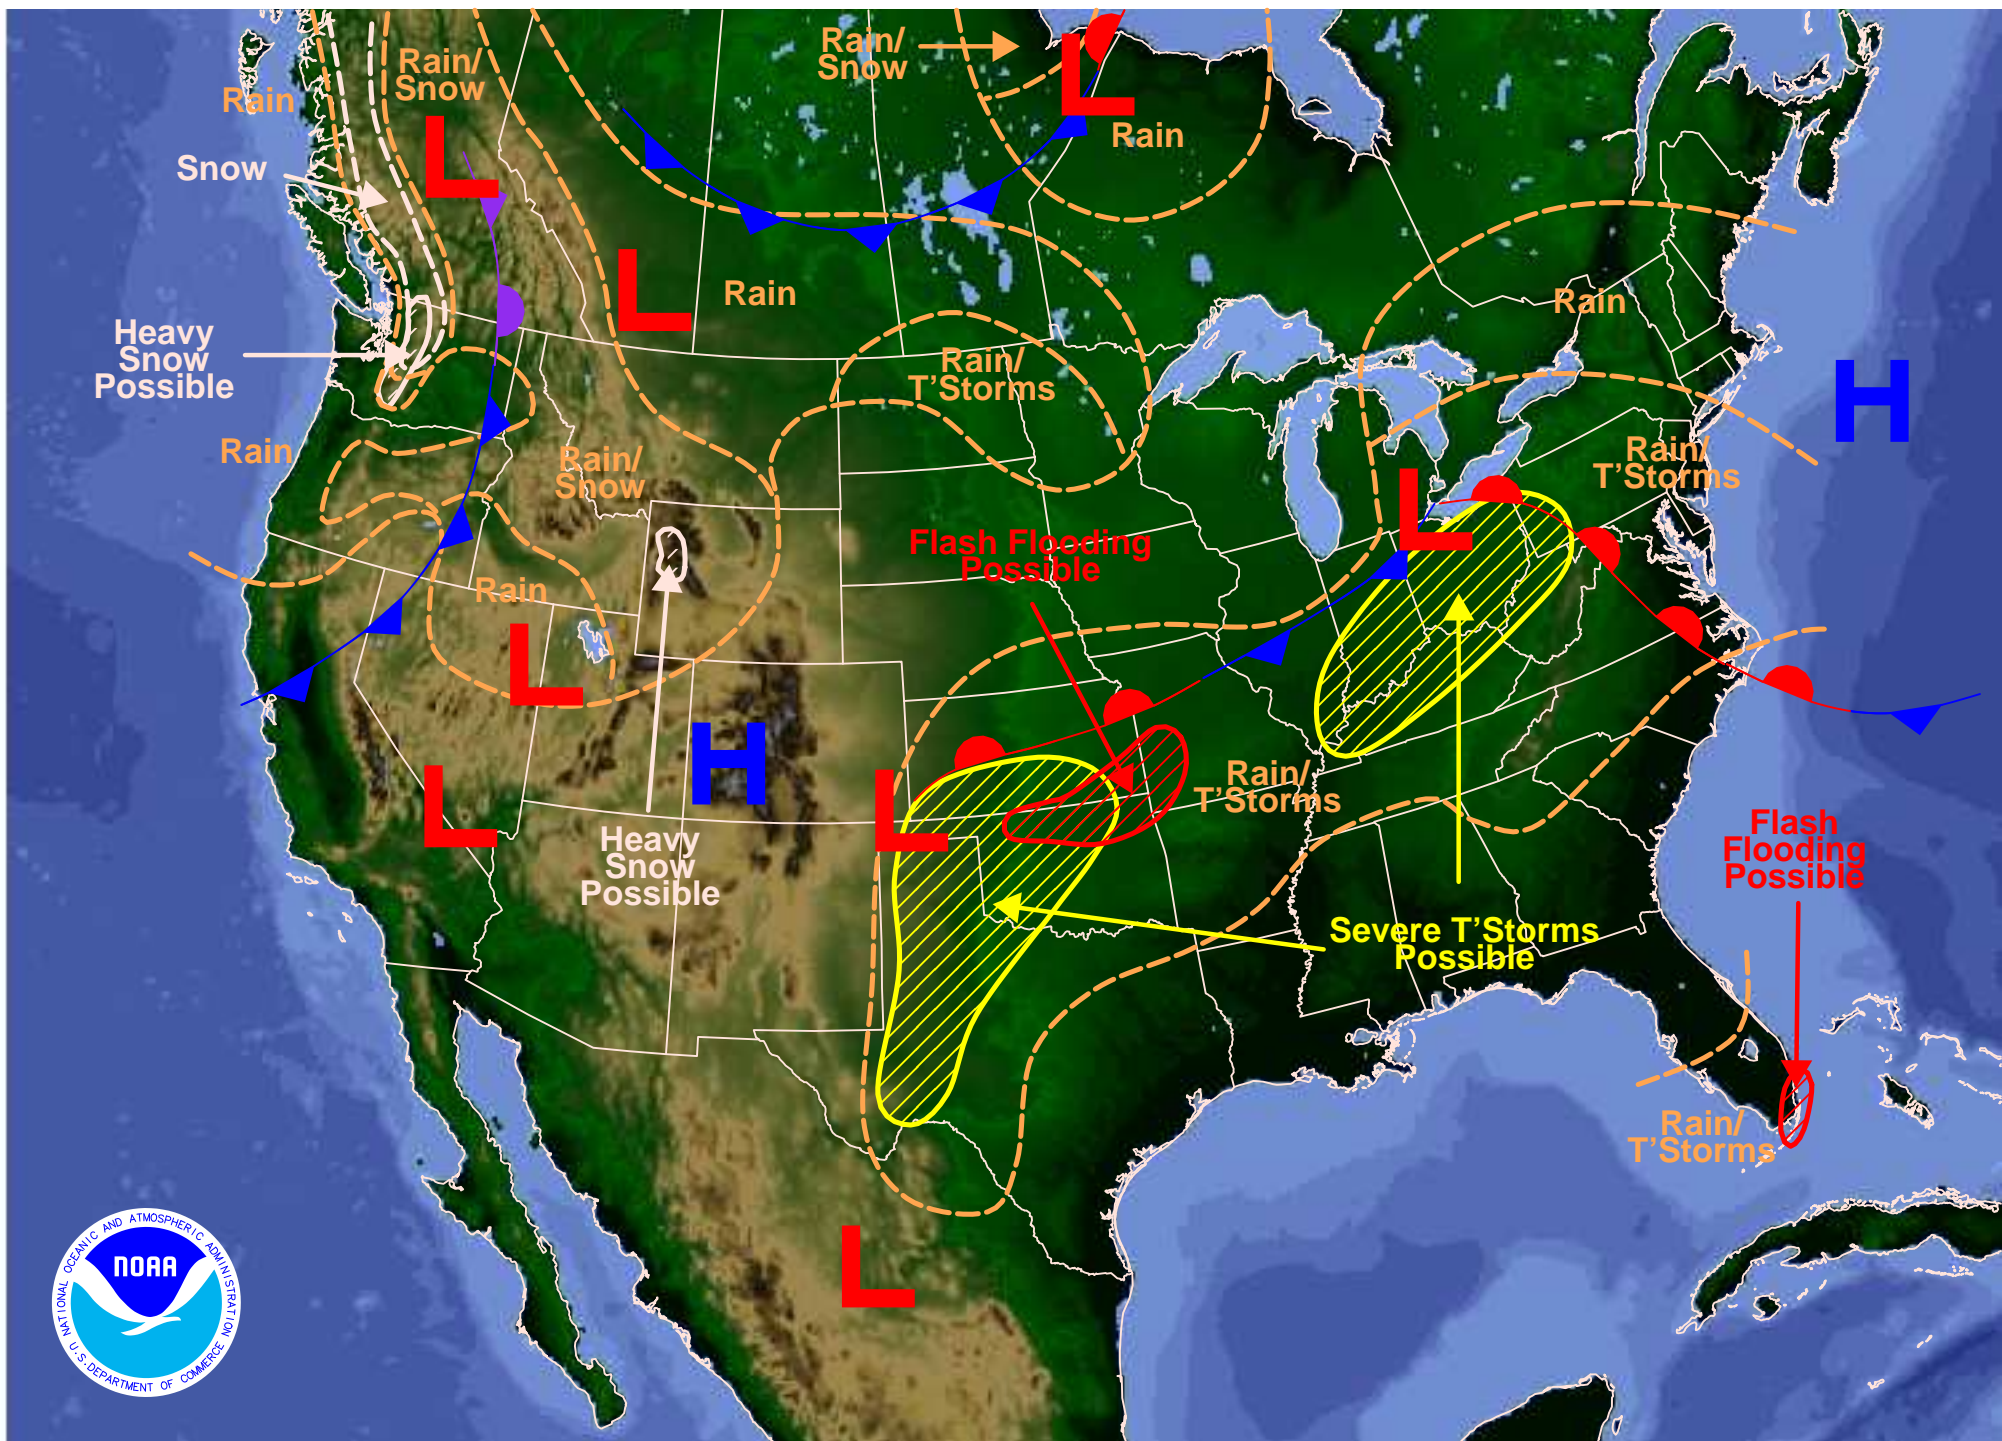 Rain/
Snow
L
Rain/
Snow
Rain
Rain
Snow
L
L
Rain
Rain
Heavy
Snow
Possible
Rain/
T'Storms
H
Rain
Rain/
Snow
Rain/
T'Storms
L
Flash Flooding
Possible
Rain
L
H
L
L
Rain/
T'Storms
Heavy
Snow
Possible
Flash
Flooding
Possible
Severe T'Storms
Possible
Rain/
T'Storms
L
NATIONAL OCEANIC AND ATMOSPHERIC ADMINISTRATION
NOAA
U.S. DEPARTMENT OF COMMERCE